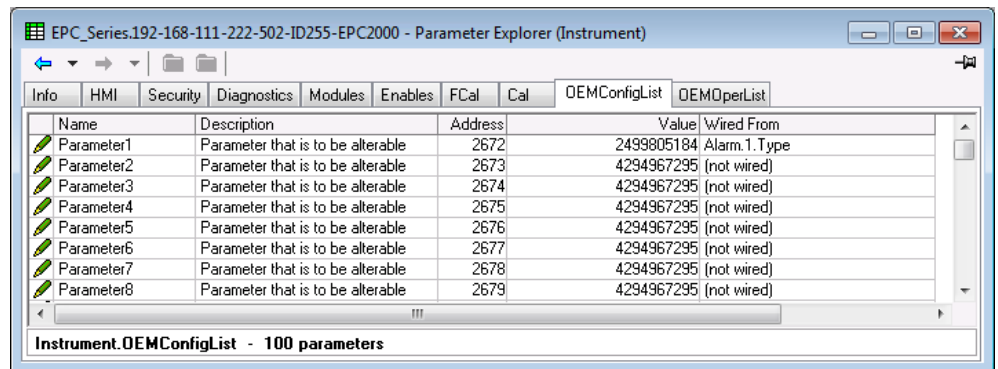 EPC_Series.192-168-111-222-502-ID255-EPC2000 - Parameter Explorer (Instrument)
Info HMI Security Diagnostics Modules Enables FCal Cal OEMConfigList OEMOperList
Name Description Address Value Wired From
Parameter1 Parameter that is to be alterable 2672 2499805184 Alarm.1.Type
Parameter2 Parameter that is to be alterable 2673 4294967295 (not wired)
Parameter3 Parameter that is to be alterable 2674 4294967295 (not wired)
Parameter4 Parameter that is to be alterable 2675 4294967295 (not wired)
Parameter5 Parameter that is to be alterable 2676 4294967295 (not wired)
Parameter6 Parameter that is to be alterable 2677 4294967295 (not wired)
Parameter7 Parameter that is to be alterable 2678 4294967295 (not wired)
Parameter8 Parameter that is to be alterable 2679 4294967295 (not wired)
Instrument.OEMConfigList - 100 parameters